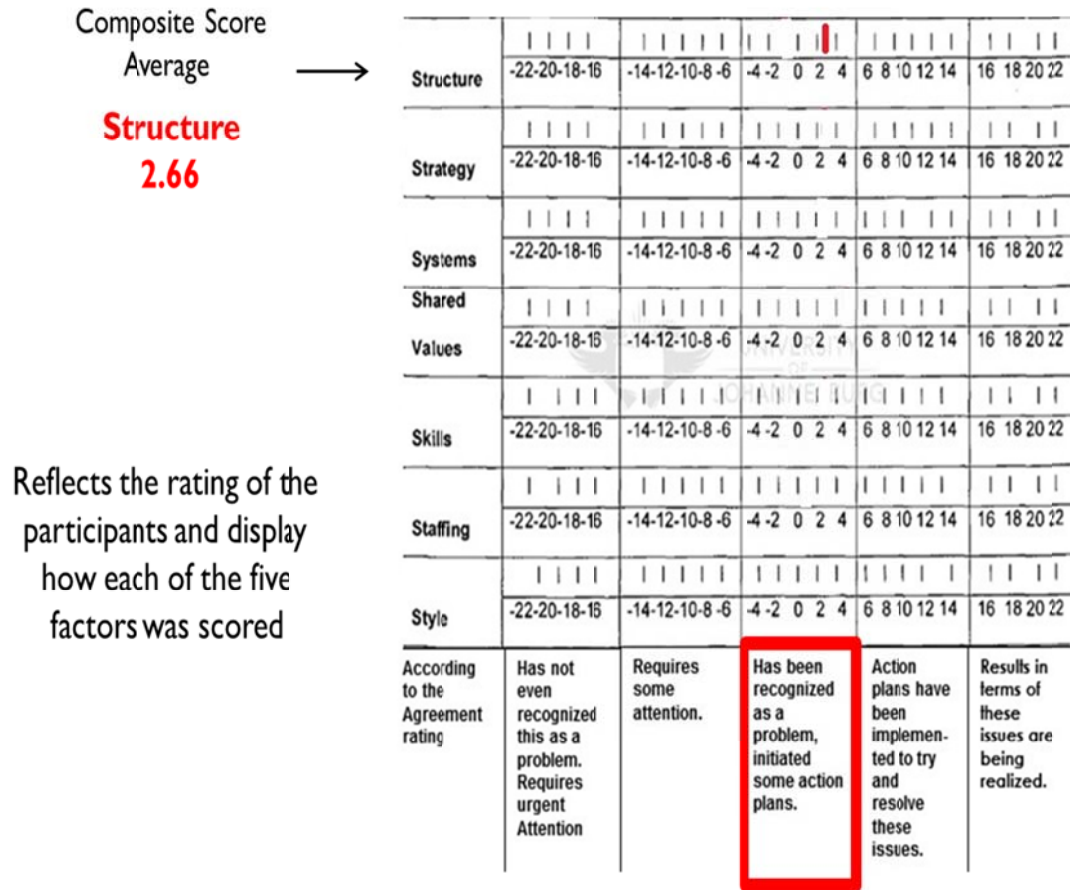 Composite Score
Average
Structure
2.66
Reflects the rating of the
participants and display
how each of the five
factors was scored
Structure -22-20-18-16 -14-12-10-8-6 -4-2 0 2 4 6 8 10 12 14 16 18 20 22
Strategy -22-20-18-16 -14-12-10-8-6 -4-2 0 2 4 6 8 10 12 14 16 18 20 22
Systems -22-20-18-16 -14-12-10-8-6 -4-2 0 2 4 6 8 10 12 14 16 18 20 22
Shared
Values -22-20-18-16 -14-12-10-8-6 -4-2 0 2 4 6 8 10 12 14 16 18 20 22
UNIVERSITY
OF
JOHANNESBURG
Skills -22-20-18-16 -14-12-10-8-6 -4-2 0 2 4 6 8 10 12 14 16 18 20 22
Staffing -22-20-18-16 -14-12-10-8-6 -4-2 0 2 4 6 8 10 12 14 16 18 20 22
Style -22-20-18-16 -14-12-10-8-6 -4-2 0 2 4 6 8 10 12 14 16 18 20 22
According
to the
Agreement
rating
Has not
even
recognized
this as a
problem.
Requires
urgent
Attention
Requires
some
attention.
Has been
recognized
as a
problem,
initiated
some action
plans.
Action
plans have
been
implemen-
ted to try
and
resolve
these
issues.
Results in
terms of
these
issues are
being
realized.